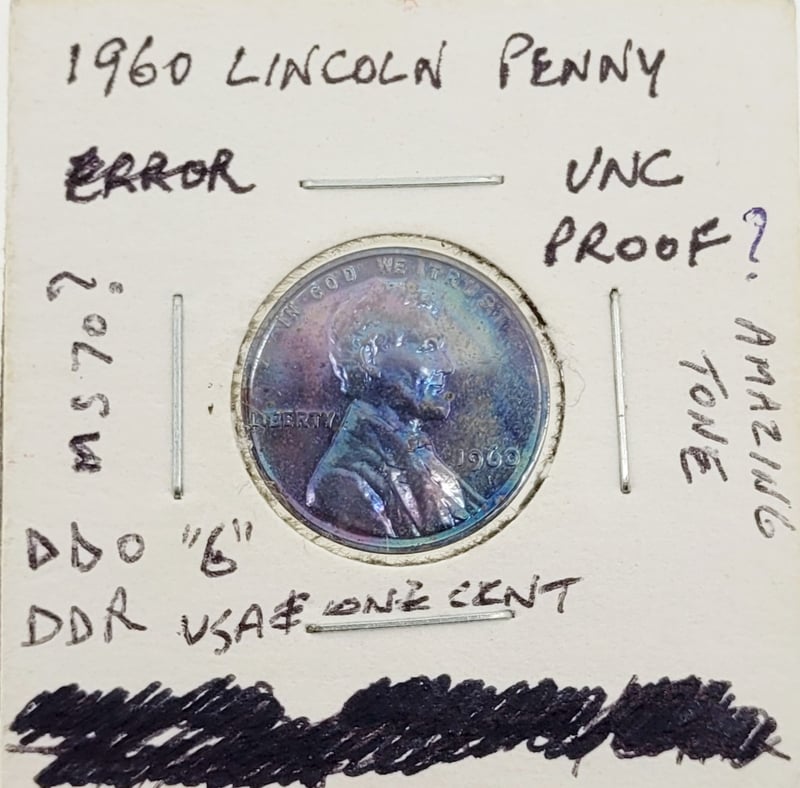 1960 LINCOLN PENNY
ERROR
UNC
PROOF?
MS70?
AMAZING
TONE
IN GOD WE TRUST
LIBERTY
1960
DDO "6"
DDR USA & ONE CENT